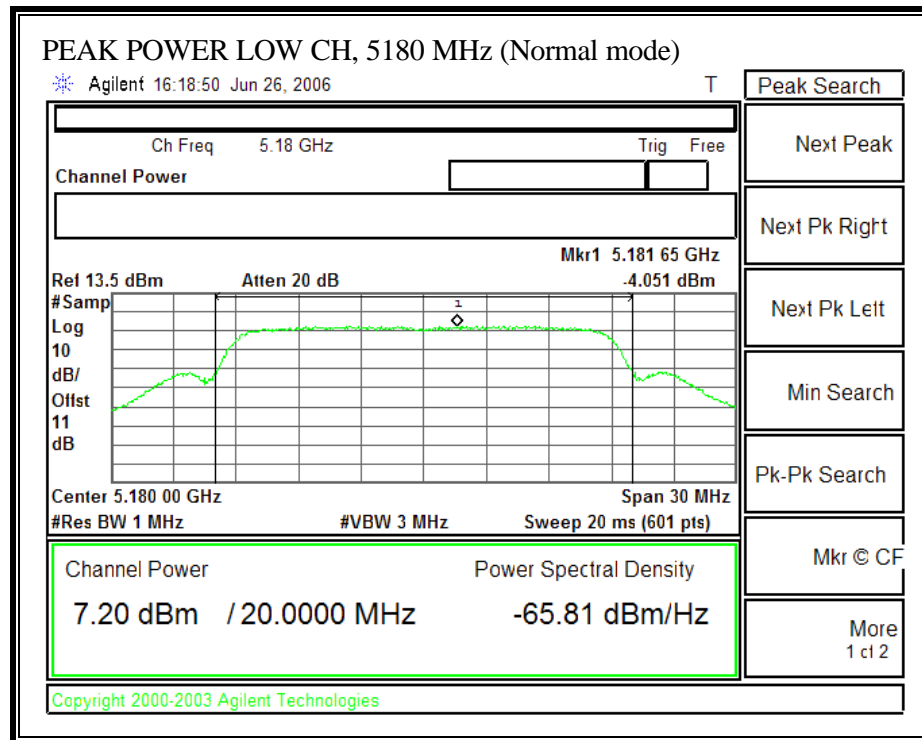 PEAK POWER LOW CH, 5180 MHz (Normal mode)
Agilent 16:18:50 Jun 26, 2006 T
Peak Search
Ch Freq 5.18 GHz Trig Free
Channel Power
Next Peak
Next Pk Right
Mkr1 5.181 65 GHz
Ref 13.5 dBm Atten 20 dB -4.051 dBm
#Samp
Log
10
dB/
Offst
11
dB
1
Next Pk Left
Min Search
Pk-Pk Search
Center 5.180 00 GHz Span 30 MHz
#Res BW 1 MHz #VBW 3 MHz Sweep 20 ms (601 pts)
Channel Power Power Spectral Density
7.20 dBm / 20.0000 MHz -65.81 dBm/Hz
Mkr © CF
More
1 of 2
Copyright 2000-2003 Agilent Technologies